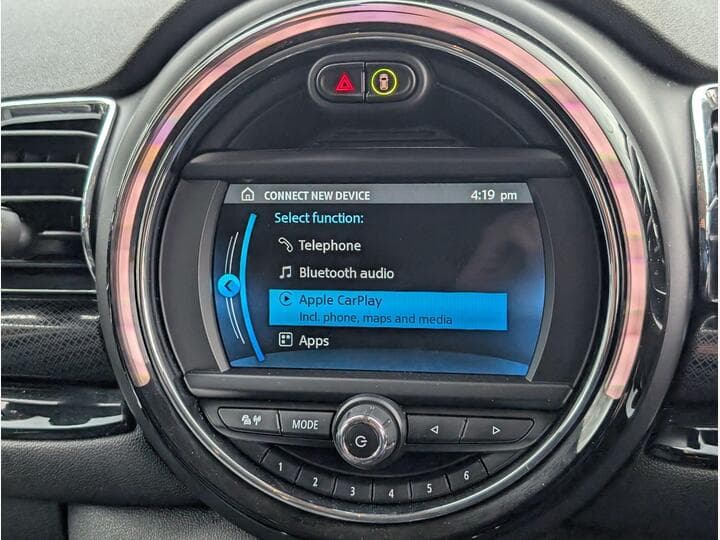 CONNECT NEW DEVICE 4:19 pm
Select function:
Telephone
Bluetooth audio
Apple CarPlay
Incl. phone, maps and media
Apps
MODE
1 2 3 4 5 6